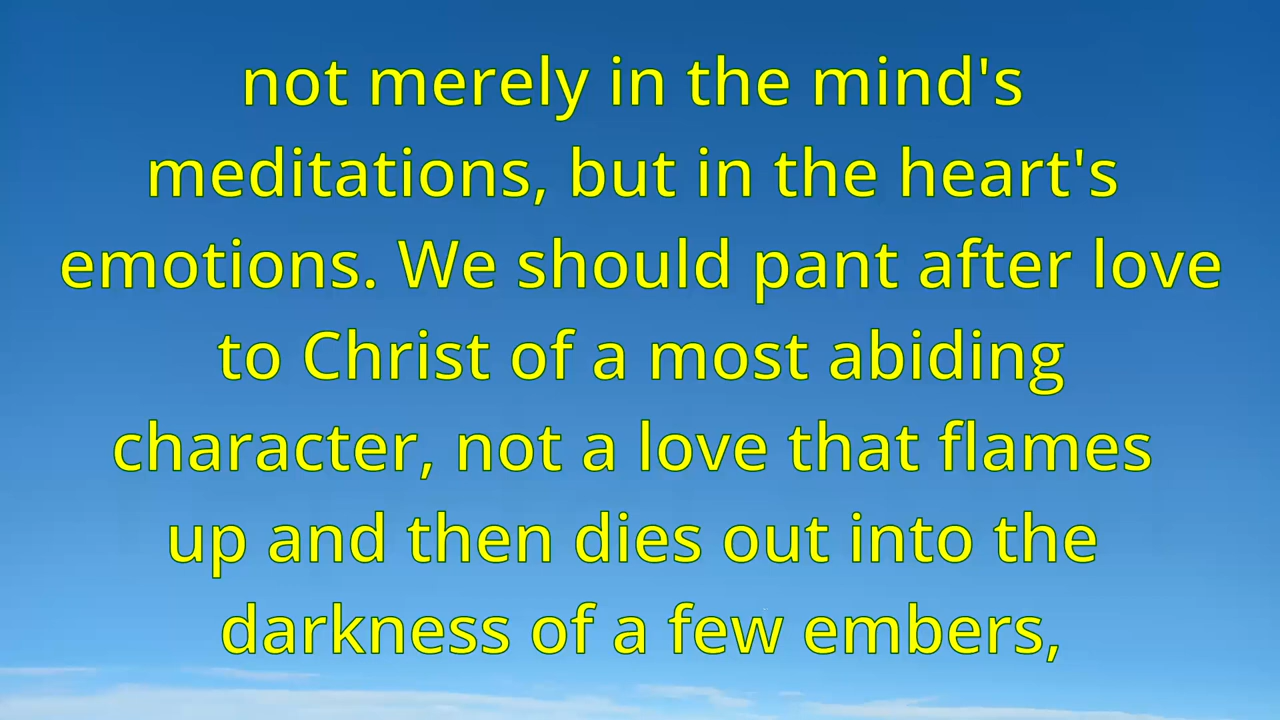 not merely in the mind's
meditations, but in the heart's
emotions. We should pant after love
to Christ of a most abiding
character, not a love that flames
up and then dies out into the
darkness of a few embers,